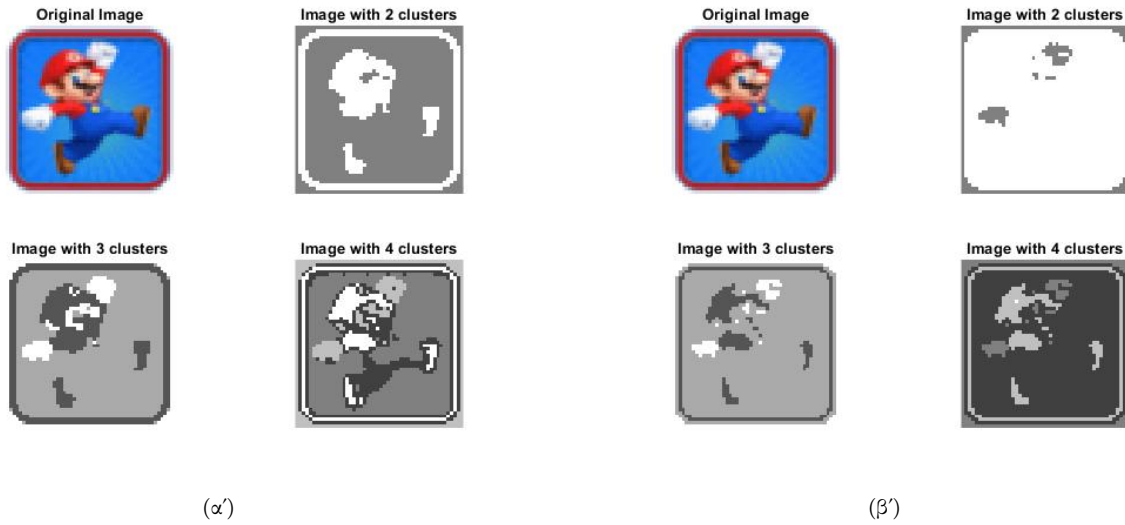 Original Image Image with 2 clusters Original Image Image with 2 clusters
Image with 3 clusters Image with 4 clusters Image with 3 clusters Image with 4 clusters
(α′) (β′)